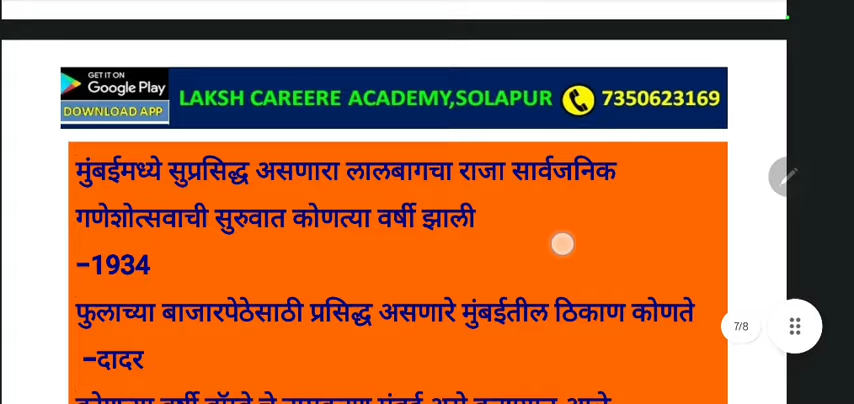 GET IT ON
Google Play
DOWNLOAD APP
LAKSH CAREERE ACADEMY,SOLAPUR 7350623169
मुंबईमध्ये सुप्रसिद्ध असणारा लालबागचा राजा सार्वजनिक
गणेशोत्सवाची सुरुवात कोणत्या वर्षी झाली
–1934
फुलाच्या बाजारपेठेसाठी प्रसिद्ध असणारे मुंबईतील ठिकाण कोणते
7/8
–दादर